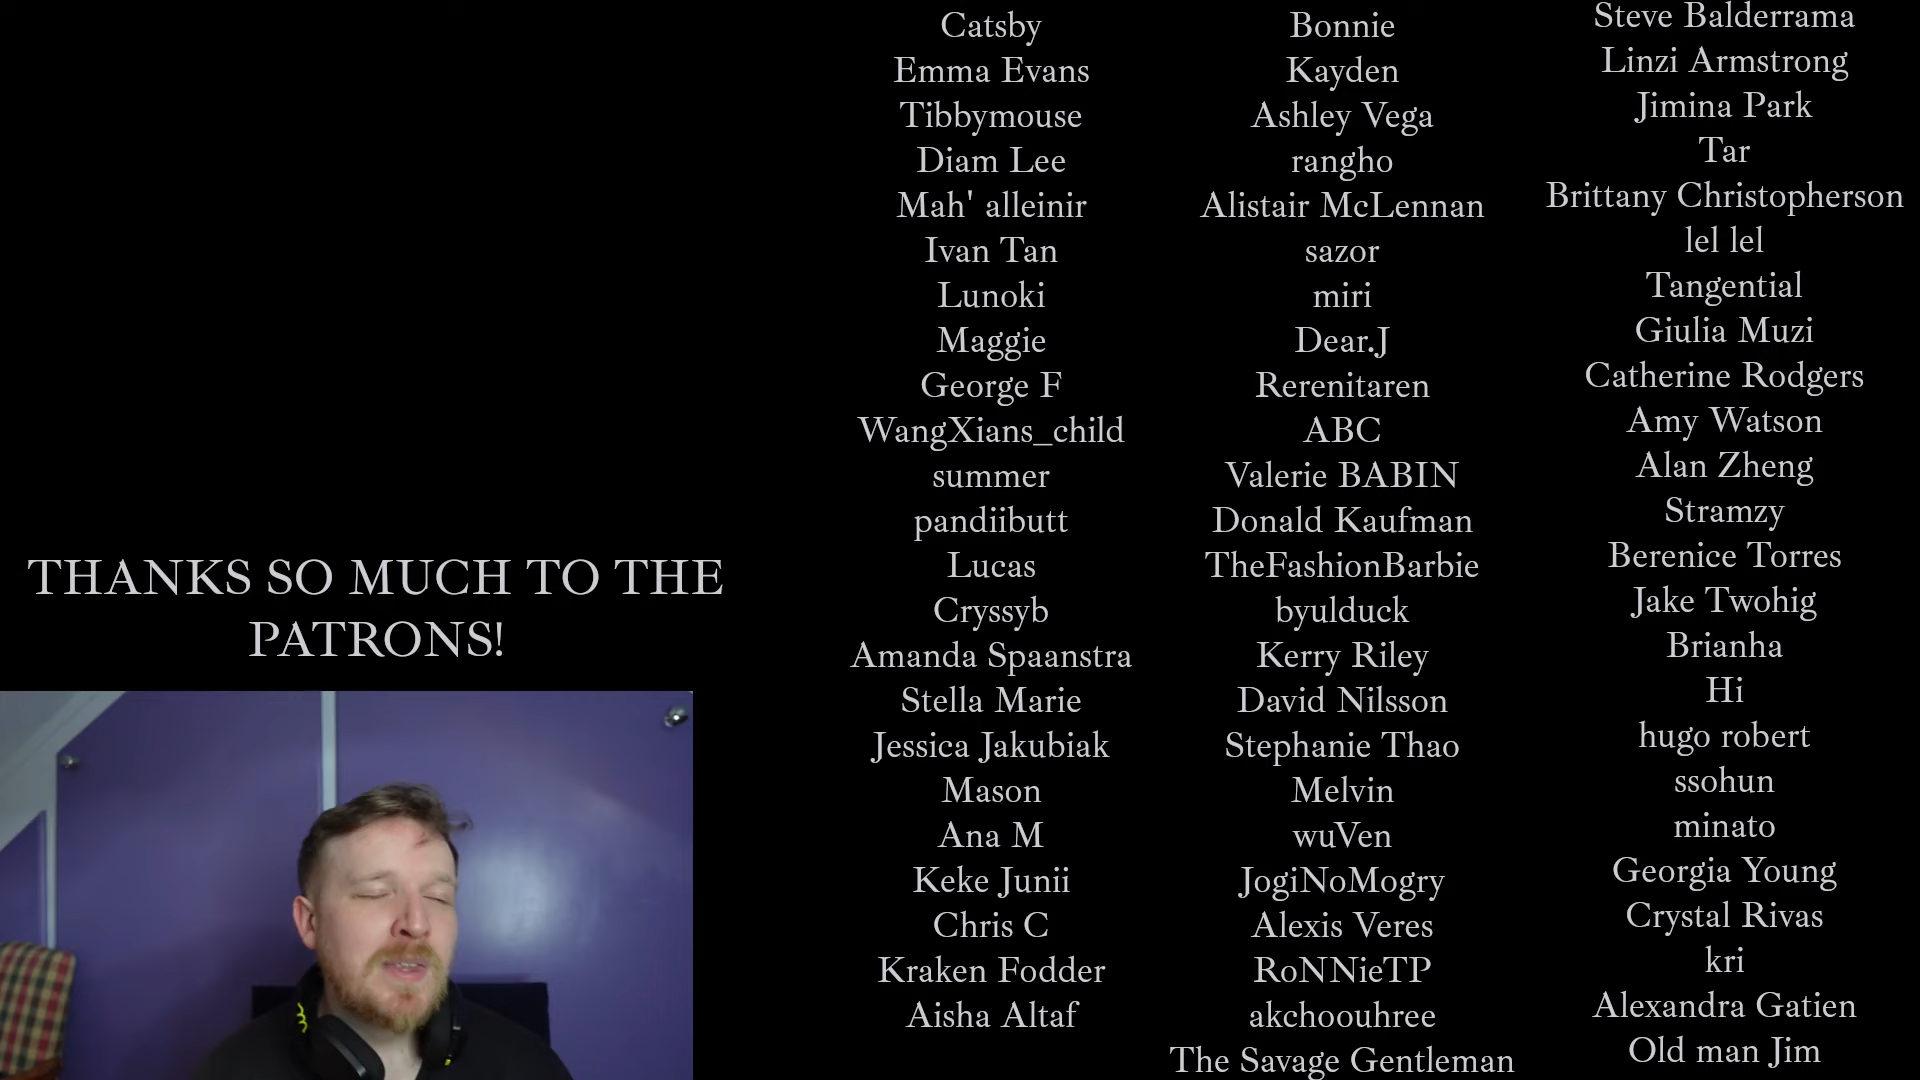 THANKS SO MUCH TO THE
PATRONS!
Catsby
Emma Evans
Tibbymouse
Diam Lee
Mah' alleinir
Ivan Tan
Lunoki
Maggie
George F
WangXians_child
summer
pandiibutt
Lucas
Cryssyb
Amanda Spaanstra
Stella Marie
Jessica Jakubiak
Mason
Ana M
Keke Junii
Chris C
Kraken Fodder
Aisha Altaf
Bonnie
Kayden
Ashley Vega
rangho
Alistair McLennan
sazor
miri
Dear.J
Rerenitaren
ABC
Valerie BABIN
Donald Kaufman
TheFashionBarbie
byulduck
Kerry Riley
David Nilsson
Stephanie Thao
Melvin
wuVen
JogiNoMogry
Alexis Veres
RoNNieTP
akchoouhree
The Savage Gentleman
Steve Balderrama
Linzi Armstrong
Jimina Park
Tar
Brittany Christopherson
lel lel
Tangential
Giulia Muzi
Catherine Rodgers
Amy Watson
Alan Zheng
Stramzy
Berenice Torres
Jake Twohig
Brianha
Hi
hugo robert
ssohun
minato
Georgia Young
Crystal Rivas
kri
Alexandra Gatien
Old man Jim